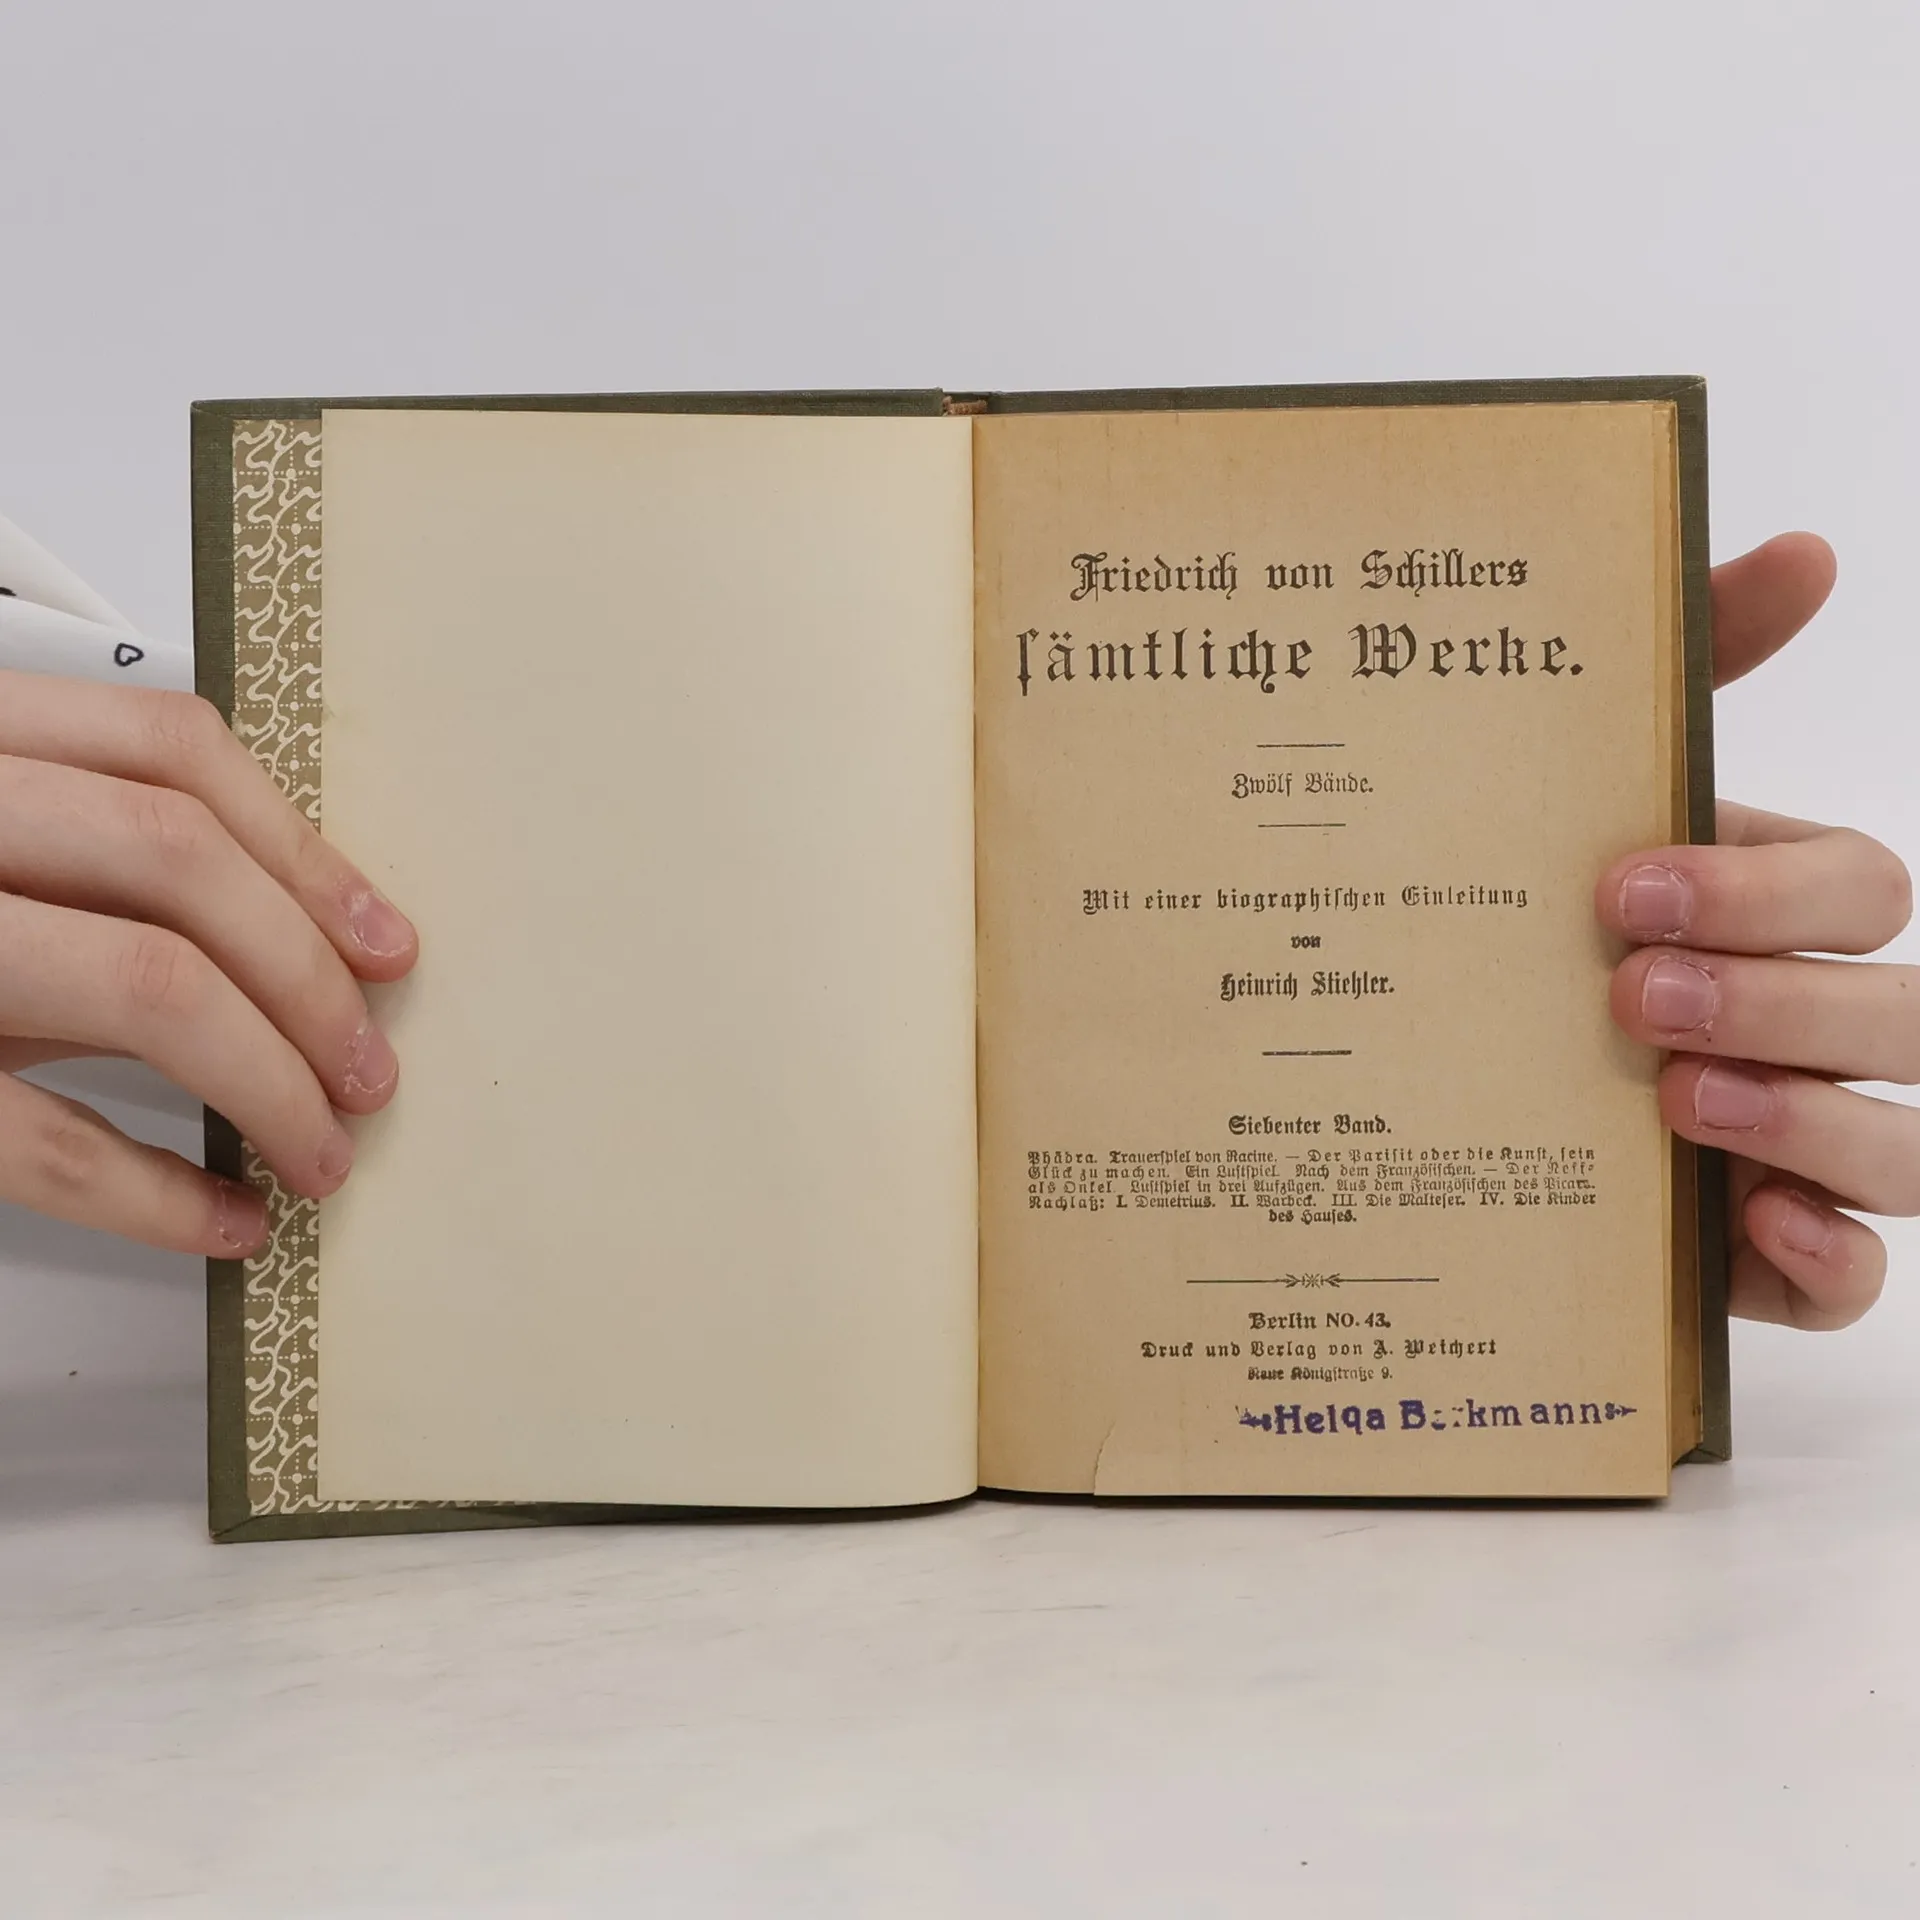 Friedrich von Schillers
sämtliche Werke.
Zwölf Bände.
Mit einer biographischen Einleitung
von
Heinrich Stiehler.
Siebenter Band.
Phädra. Trauerspiel von Racine. — Der Parisit oder die Kunst, sein
Glück zu machen. Ein Lustspiel. Nach dem Französischen. — Der Neffe
als Onkel. Lustspiel in drei Aufzügen. Aus dem Französischen des Picard.
Nachlaß: I. Demetrius. II. Warbeck. III. Die Malteser. IV. Die Kinder
des Hauses.
Berlin NO. 43.
Druck und Verlag von A. Weichert
Neue Königstraße 9.
Helga